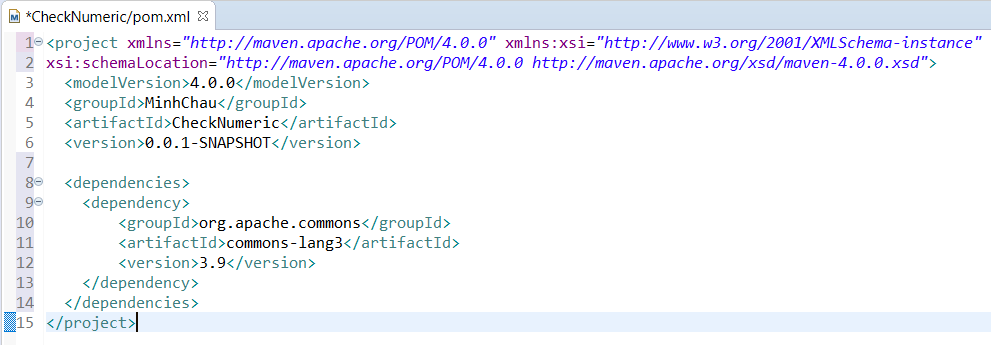 *CheckNumeric/pom.xml
1 <project xmlns="http://maven.apache.org/POM/4.0.0" xmlns:xsi="http://www.w3.org/2001/XMLSchema-instance"
2 xsi:schemaLocation="http://maven.apache.org/POM/4.0.0 http://maven.apache.org/xsd/maven-4.0.0.xsd">
3 <modelVersion>4.0.0</modelVersion>
4 <groupId>MinhChau</groupId>
5 <artifactId>CheckNumeric</artifactId>
6 <version>0.0.1-SNAPSHOT</version>
7
8 <dependencies>
9 <dependency>
10 <groupId>org.apache.commons</groupId>
11 <artifactId>commons-lang3</artifactId>
12 <version>3.9</version>
13 </dependency>
14 </dependencies>
15 </project>